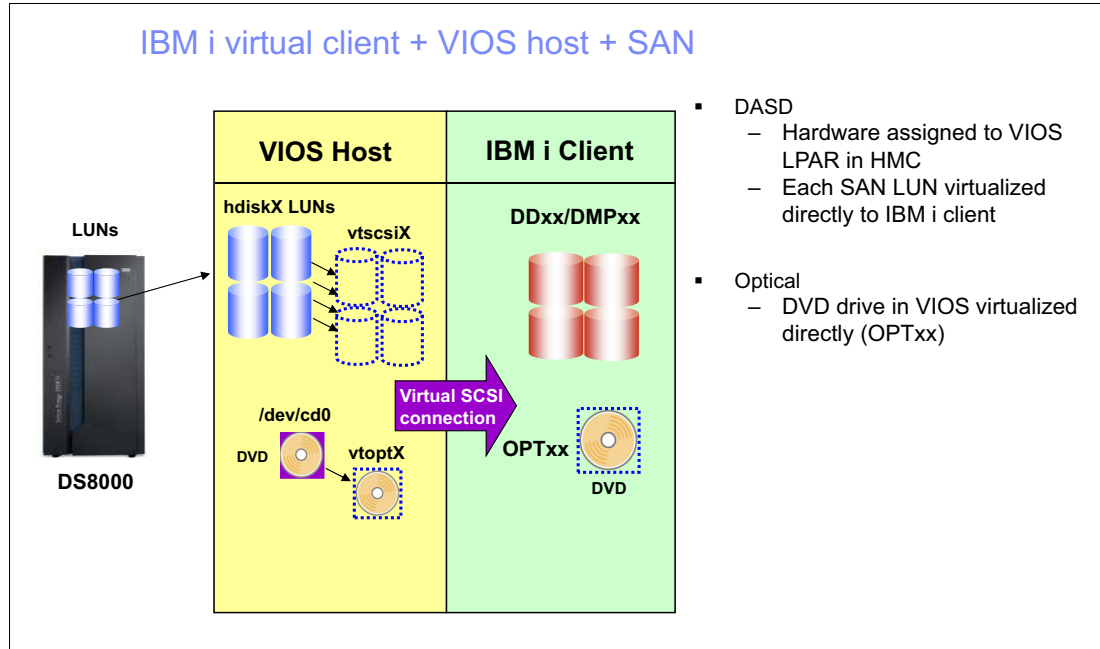 IBM i virtual client + VIOS host + SAN
VIOS Host
IBM i Client
hdiskX LUNs
vtscsiX
DDxx/DMPxx
LUNs
IBM
DS8000
Virtual SCSI
connection
/dev/cd0
DVD
vtoptX
OPTxx
DVD
▪ DASD
– Hardware assigned to VIOS
LPAR in HMC
– Each SAN LUN virtualized
directly to IBM i client
▪ Optical
– DVD drive in VIOS virtualized
directly (OPTxx)